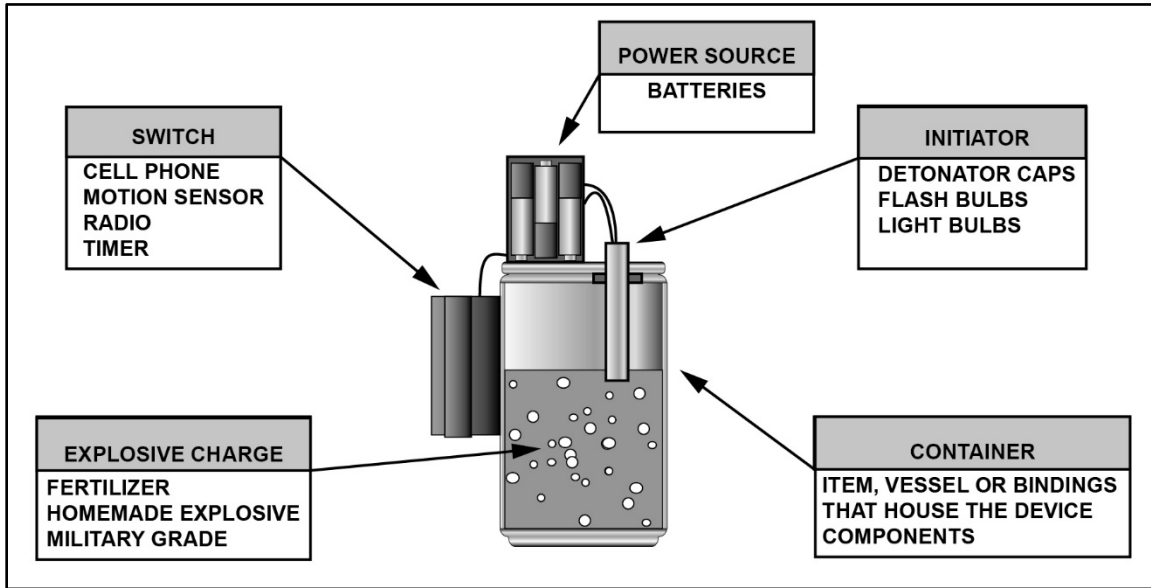 POWER SOURCE
BATTERIES
SWITCH
CELL PHONE
MOTION SENSOR
RADIO
TIMER
INITIATOR
DETONATOR CAPS
FLASH BULBS
LIGHT BULBS
EXPLOSIVE CHARGE
FERTILIZER
HOMEMADE EXPLOSIVE
MILITARY GRADE
CONTAINER
ITEM, VESSEL OR BINDINGS
THAT HOUSE THE DEVICE
COMPONENTS